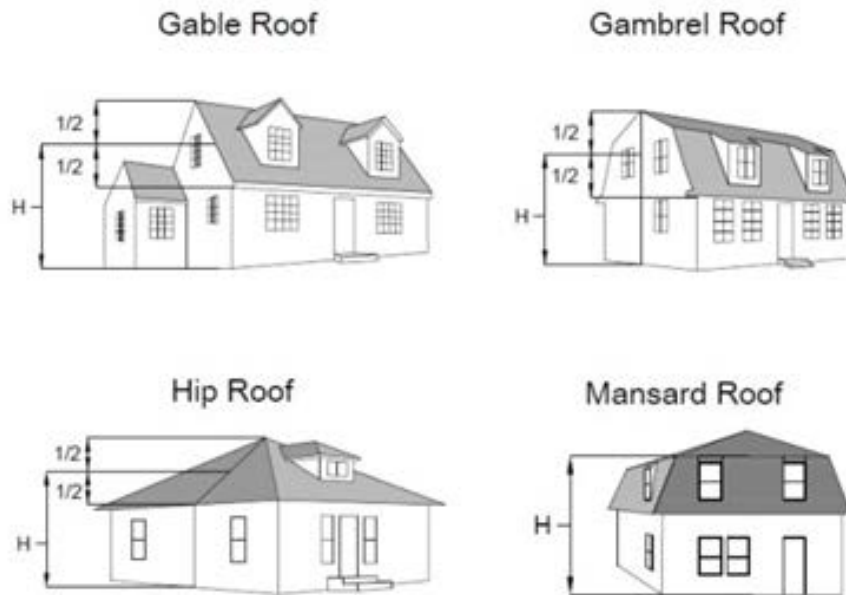 Gable Roof
Gambrel Roof
1/2
1/2
H
1/2
1/2
H
Hip Roof
Mansard Roof
1/2
1/2
H
H